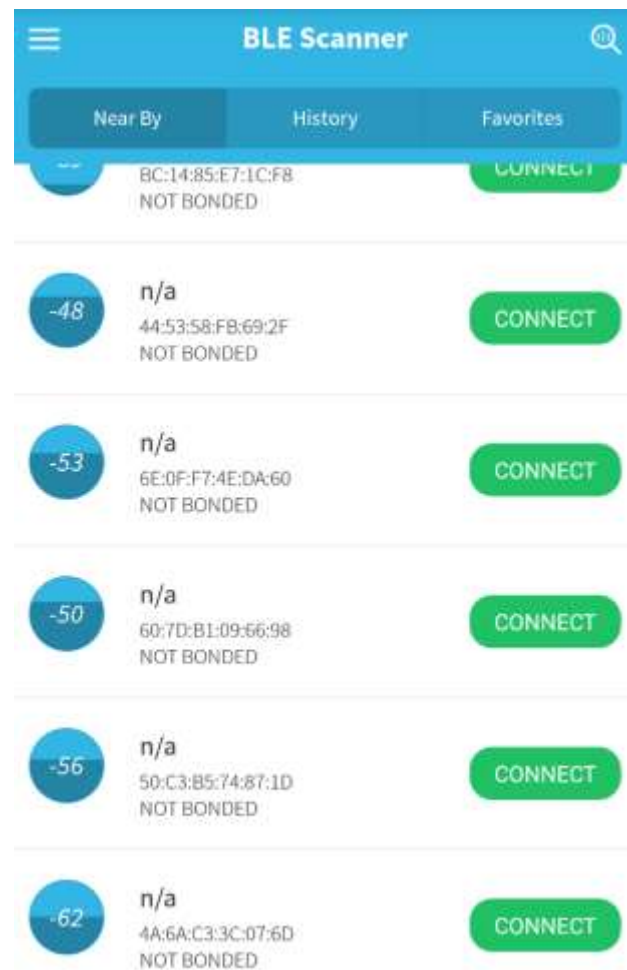 BLE Scanner
Near By
History
Favorites
BC:14:85:E7:1C:F8
CONNECT
NOT BONDED
-48
n/a
44:53:58:FB:69:2F
CONNECT
NOT BONDED
-53
n/a
6E:0F:F7:4E:DA:60
CONNECT
NOT BONDED
-50
n/a
60:7D:B1:09:66:98
CONNECT
NOT BONDED
-56
n/a
50:C3:B5:74:87:1D
CONNECT
NOT BONDED
-62
n/a
4A:6A:C3:3C:07:6D
CONNECT
NOT BONDED